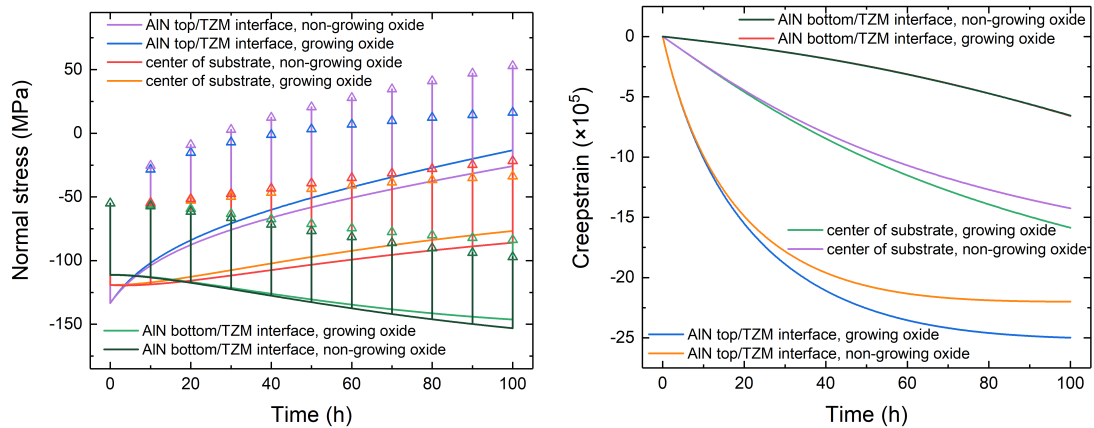 AlN top/TZM interface, non-growing oxide
AlN top/TZM interface, growing oxide
center of substrate, non-growing oxide
center of substrate, growing oxide
Normal stress (MPa)
50
0
-50
-100
-150
AlN bottom/TZM interface, growing oxide
AlN bottom/TZM interface, non-growing oxide
0 20 40 60 80 100
Time (h)
AlN bottom/TZM interface, non-growing oxide
AlN bottom/TZM interface, growing oxide
Creepstrain (×10⁵)
0
-5
-10
-15
-20
-25
center of substrate, growing oxide
center of substrate, non-growing oxide
AlN top/TZM interface, growing oxide
AlN top/TZM interface, non-growing oxide
0 20 40 60 80 100
Time (h)